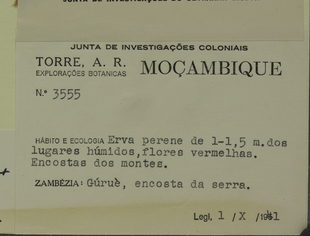 JUNTA DE INVESTIGAÇÕES COLONIAIS
TORRE, A. R.
EXPLORAÇÕES BOTANICAS
MOÇAMBIQUE
N.º 3555
HÁBITO E ECOLOGIA Erva perene de 1-1,5 m.dos
lugares húmidos,flores vermelhas.
Encostas dos montes.
ZAMBÉZIA: Gúruè, encosta da serra.
Legi, 1 / X / 1941